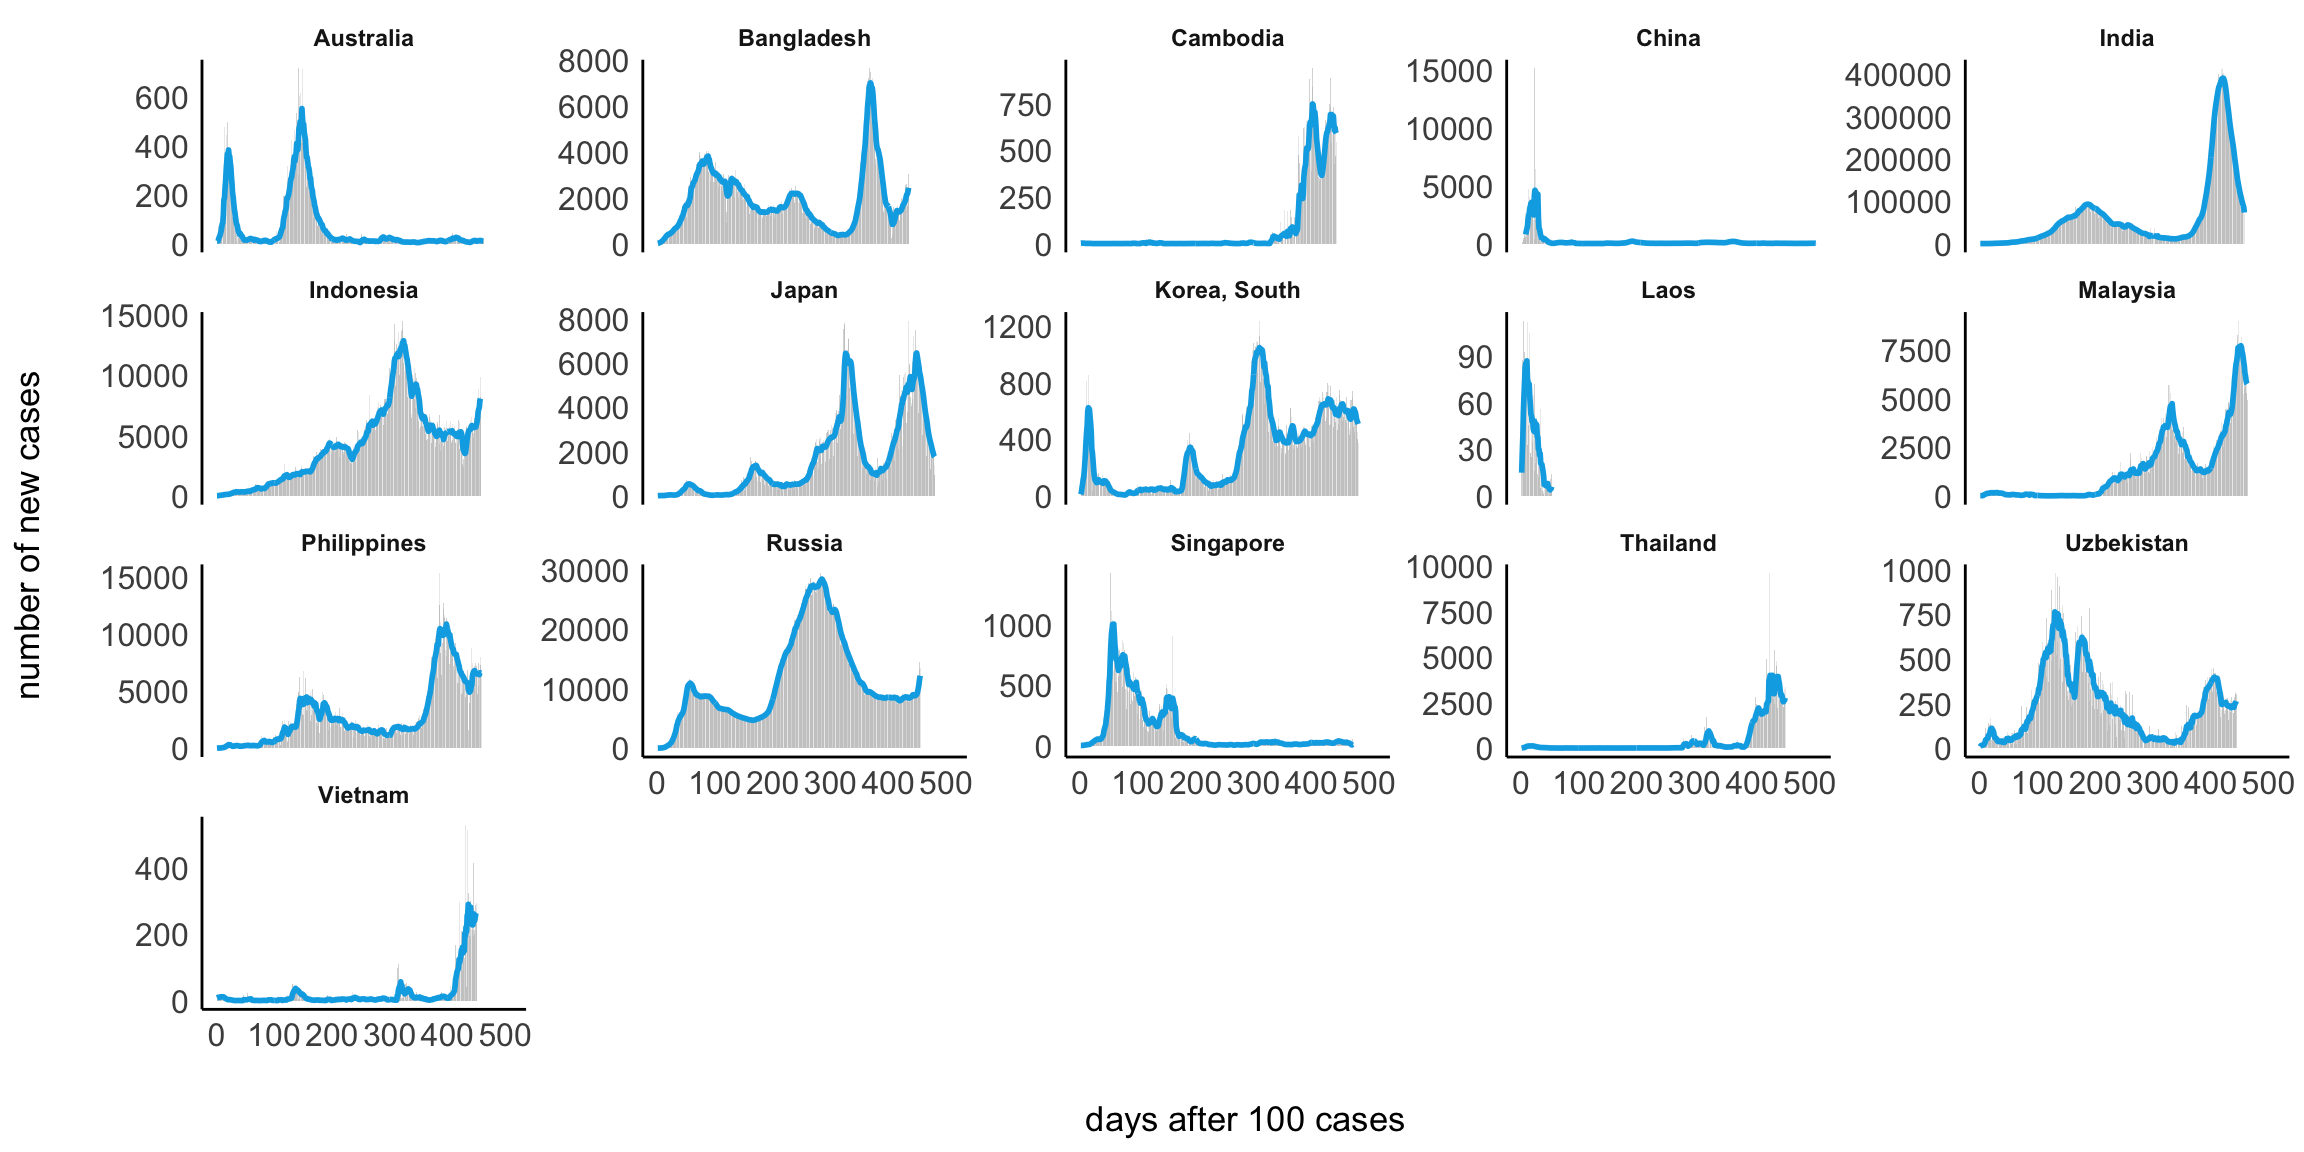 Australia
Bangladesh
Cambodia
China
India
600
400
200
0
8000
6000
4000
2000
0
750
500
250
0
15000
10000
5000
0
400000
300000
200000
100000
0
Indonesia
Japan
Korea, South
Laos
Malaysia
15000
10000
5000
0
8000
6000
4000
2000
0
1200
800
400
0
90
60
30
0
7500
5000
2500
0
Philippines
Russia
Singapore
Thailand
Uzbekistan
15000
10000
5000
0
30000
20000
10000
0
1000
500
0
10000
7500
5000
2500
0
1000
750
500
250
0
0 100 200 300 400 500
0 100 200 300 400 500
0 100 200 300 400 500
0 100 200 300 400 500
Vietnam
400
200
0
0 100 200 300 400 500
number of new cases
days after 100 cases